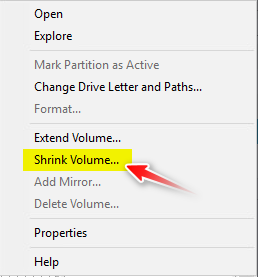 Open
Explore
Mark Partition as Active
Change Drive Letter and Paths...
Format...
Extend Volume...
Shrink Volume...
Add Mirror...
Delete Volume...
Properties
Help